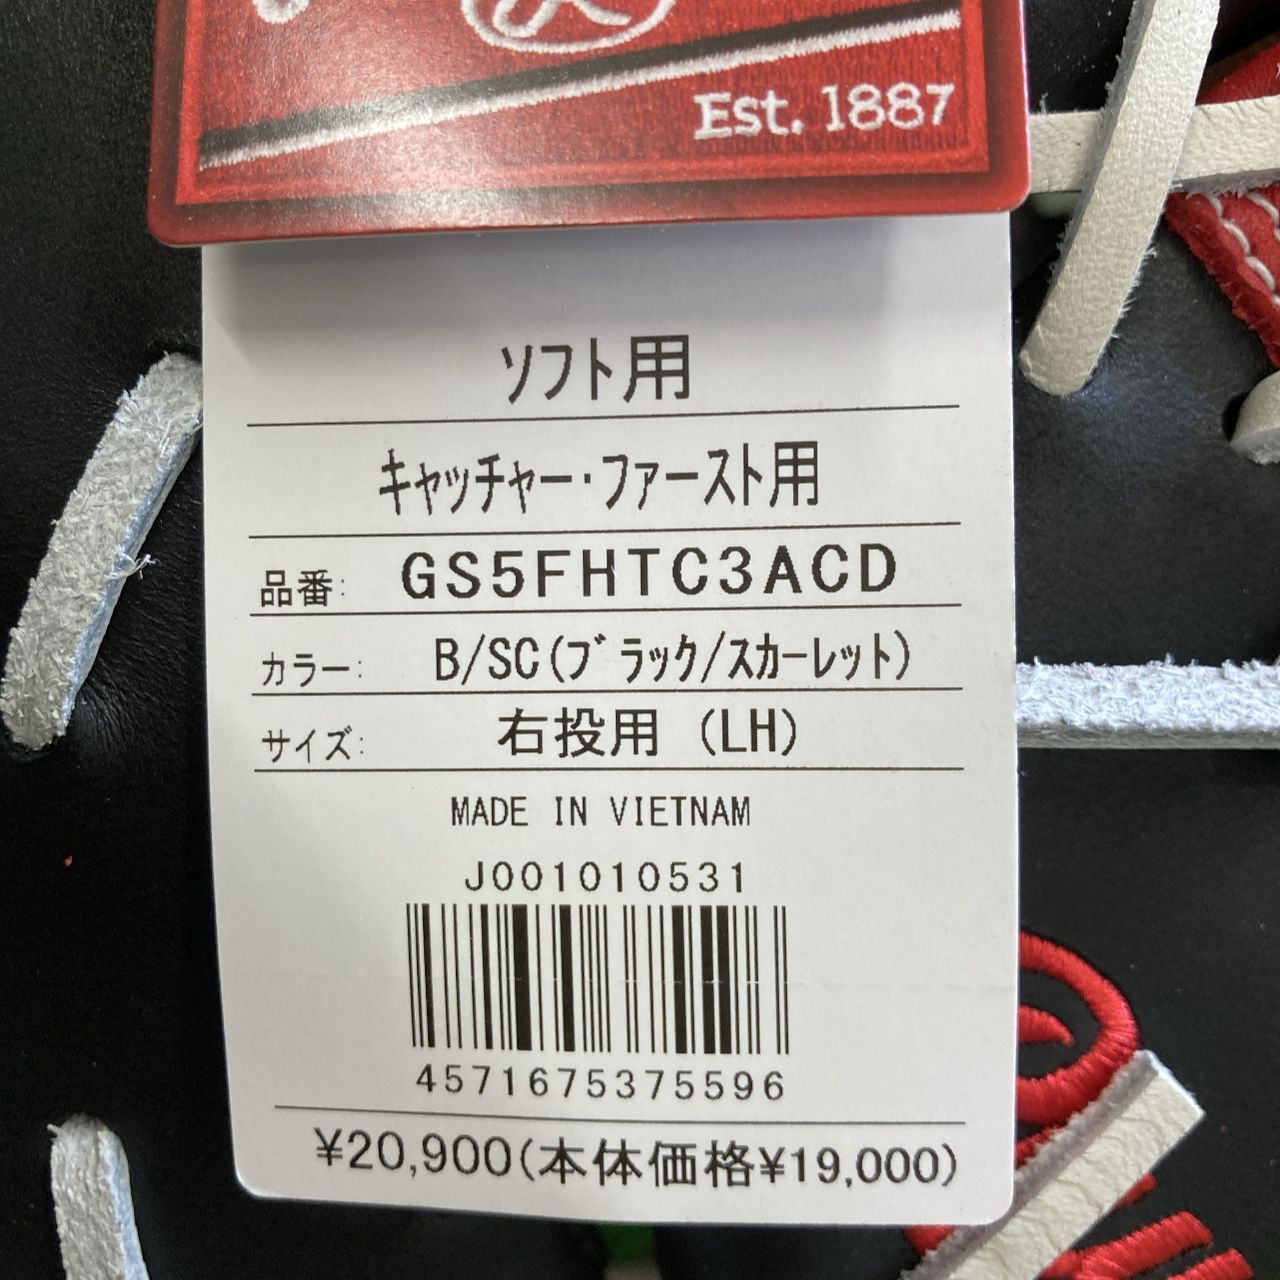 Est. 1887
ソフト用
キャッチャー・ファースト用
品番: GS5FHTC3ACD
カラー: B/SC(ブラック/スカーレット)
サイズ: 右投用 (LH)
MADE IN VIETNAM
J001010531
4571675375596
¥20,900(本体価格¥19,000)